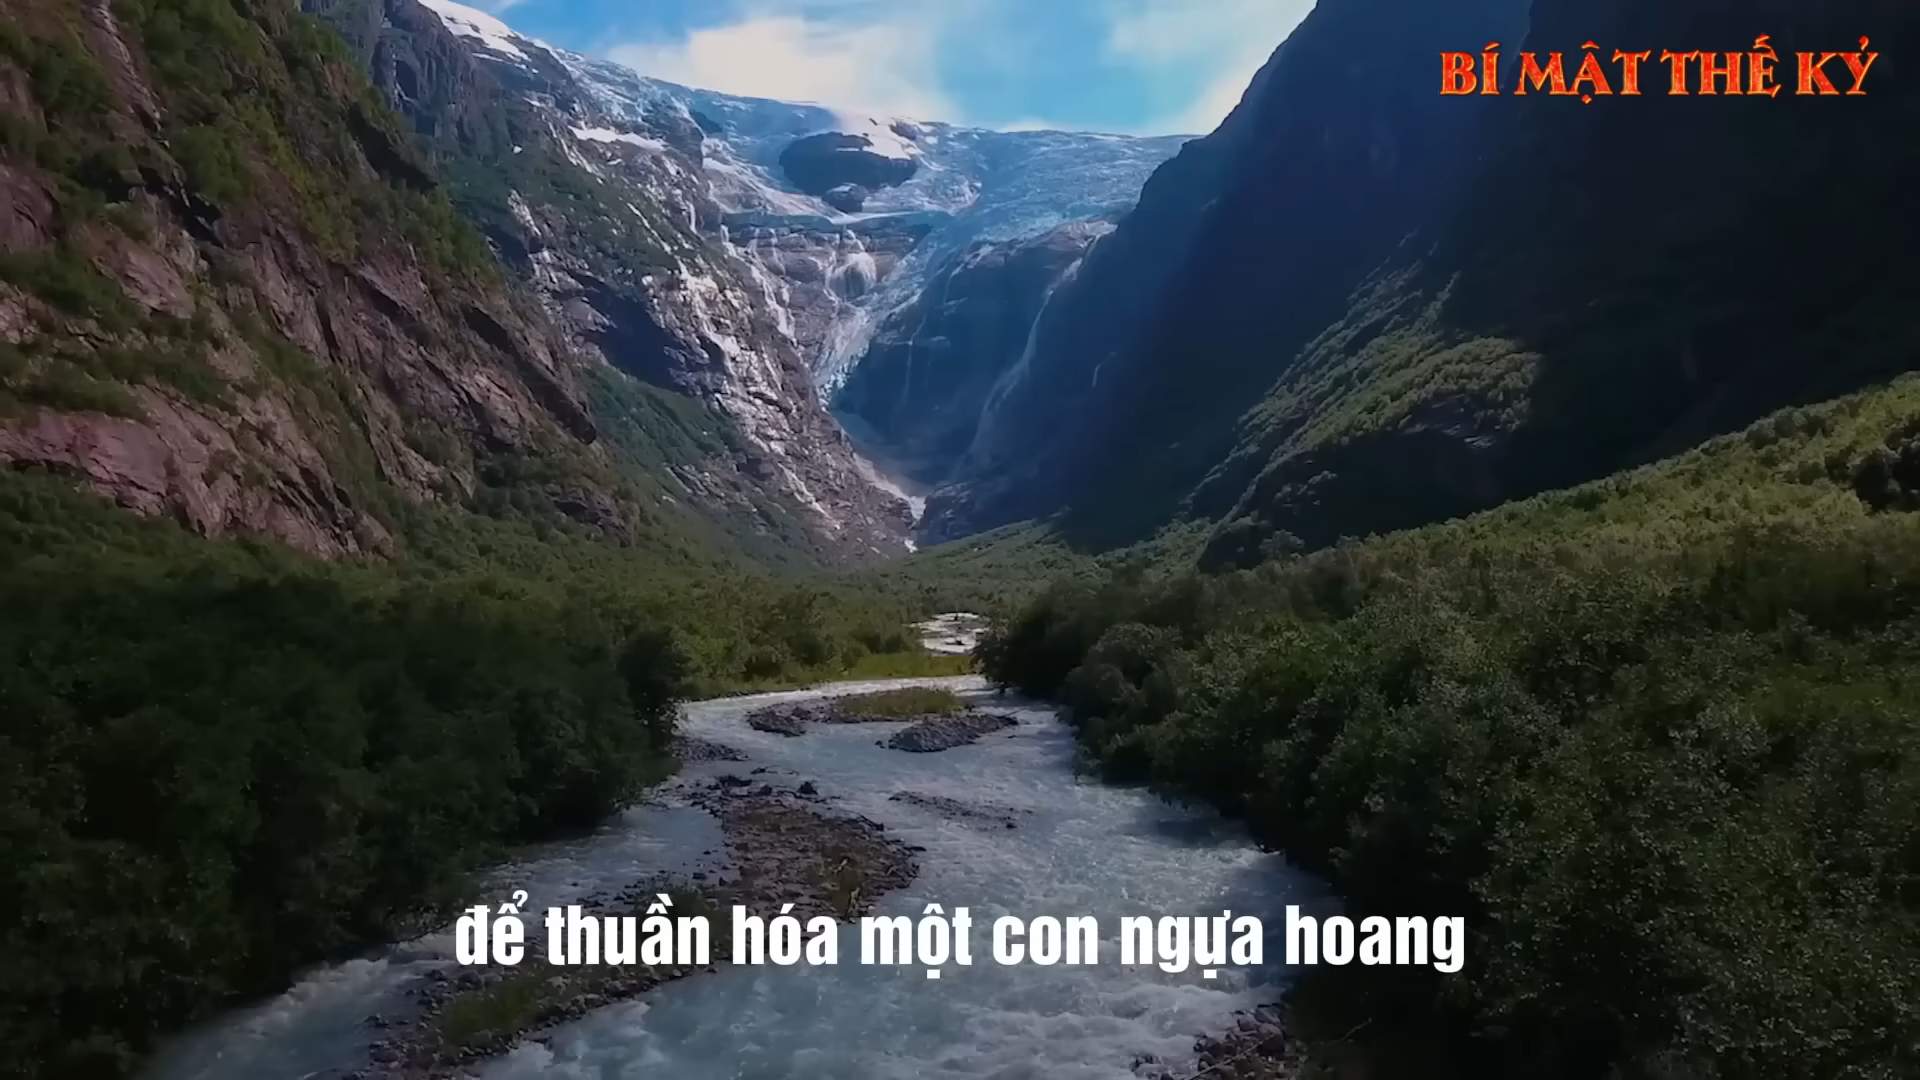 BÍ MẬT THẾ KỶ
để thuần hóa một con ngựa hoang